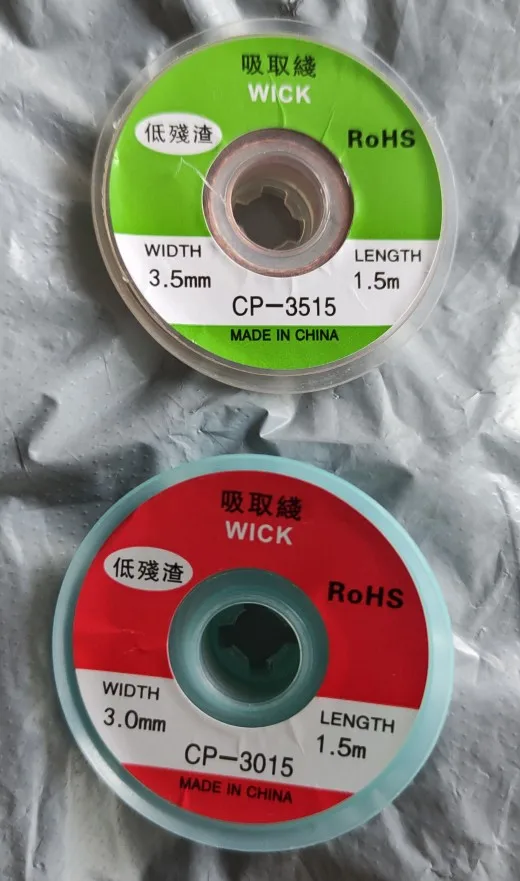 吸取綫
WICK
低殘渣
RoHS
WIDTH
3.5mm
LENGTH
1.5m
CP-3515
MADE IN CHINA
吸取綫
WICK
低殘渣
RoHS
WIDTH
3.0mm
LENGTH
1.5m
CP-3015
MADE IN CHINA